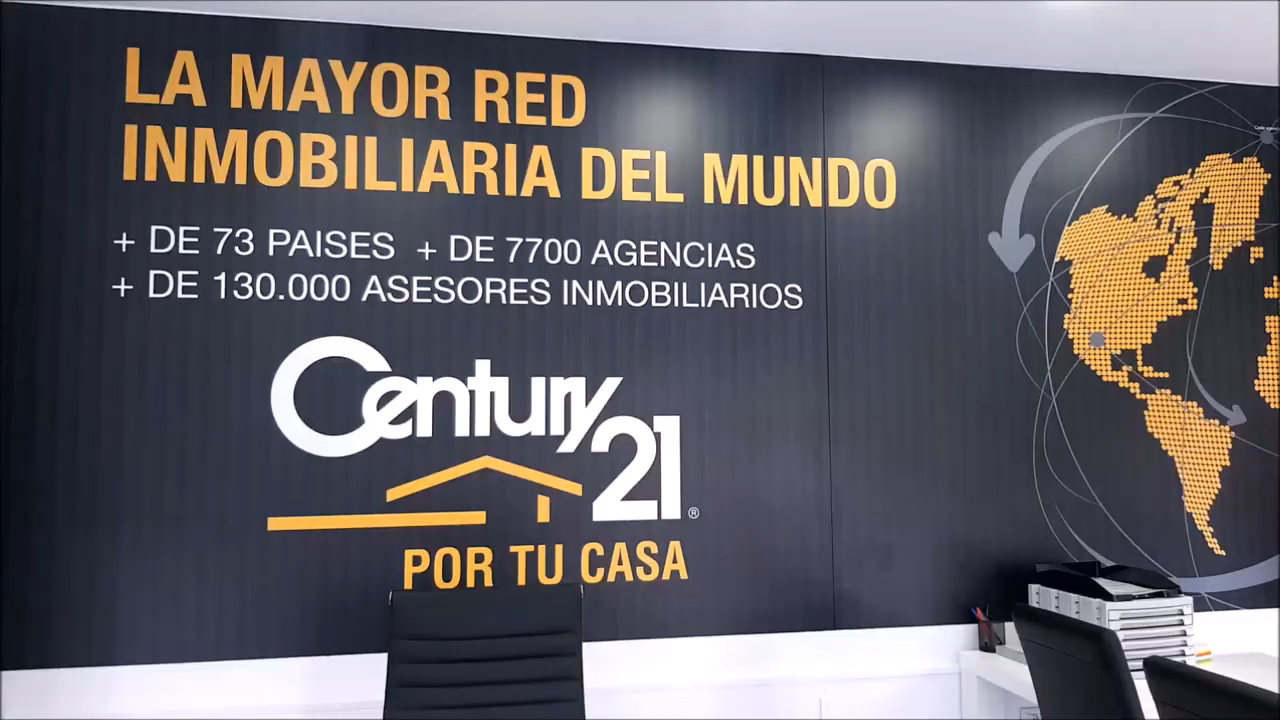 LA MAYOR RED
INMOBILIARIA DEL MUNDO
+ DE 73 PAISES + DE 7700 AGENCIAS
+ DE 130.000 ASESORES INMOBILIARIOS
Century
21®
POR TU CASA